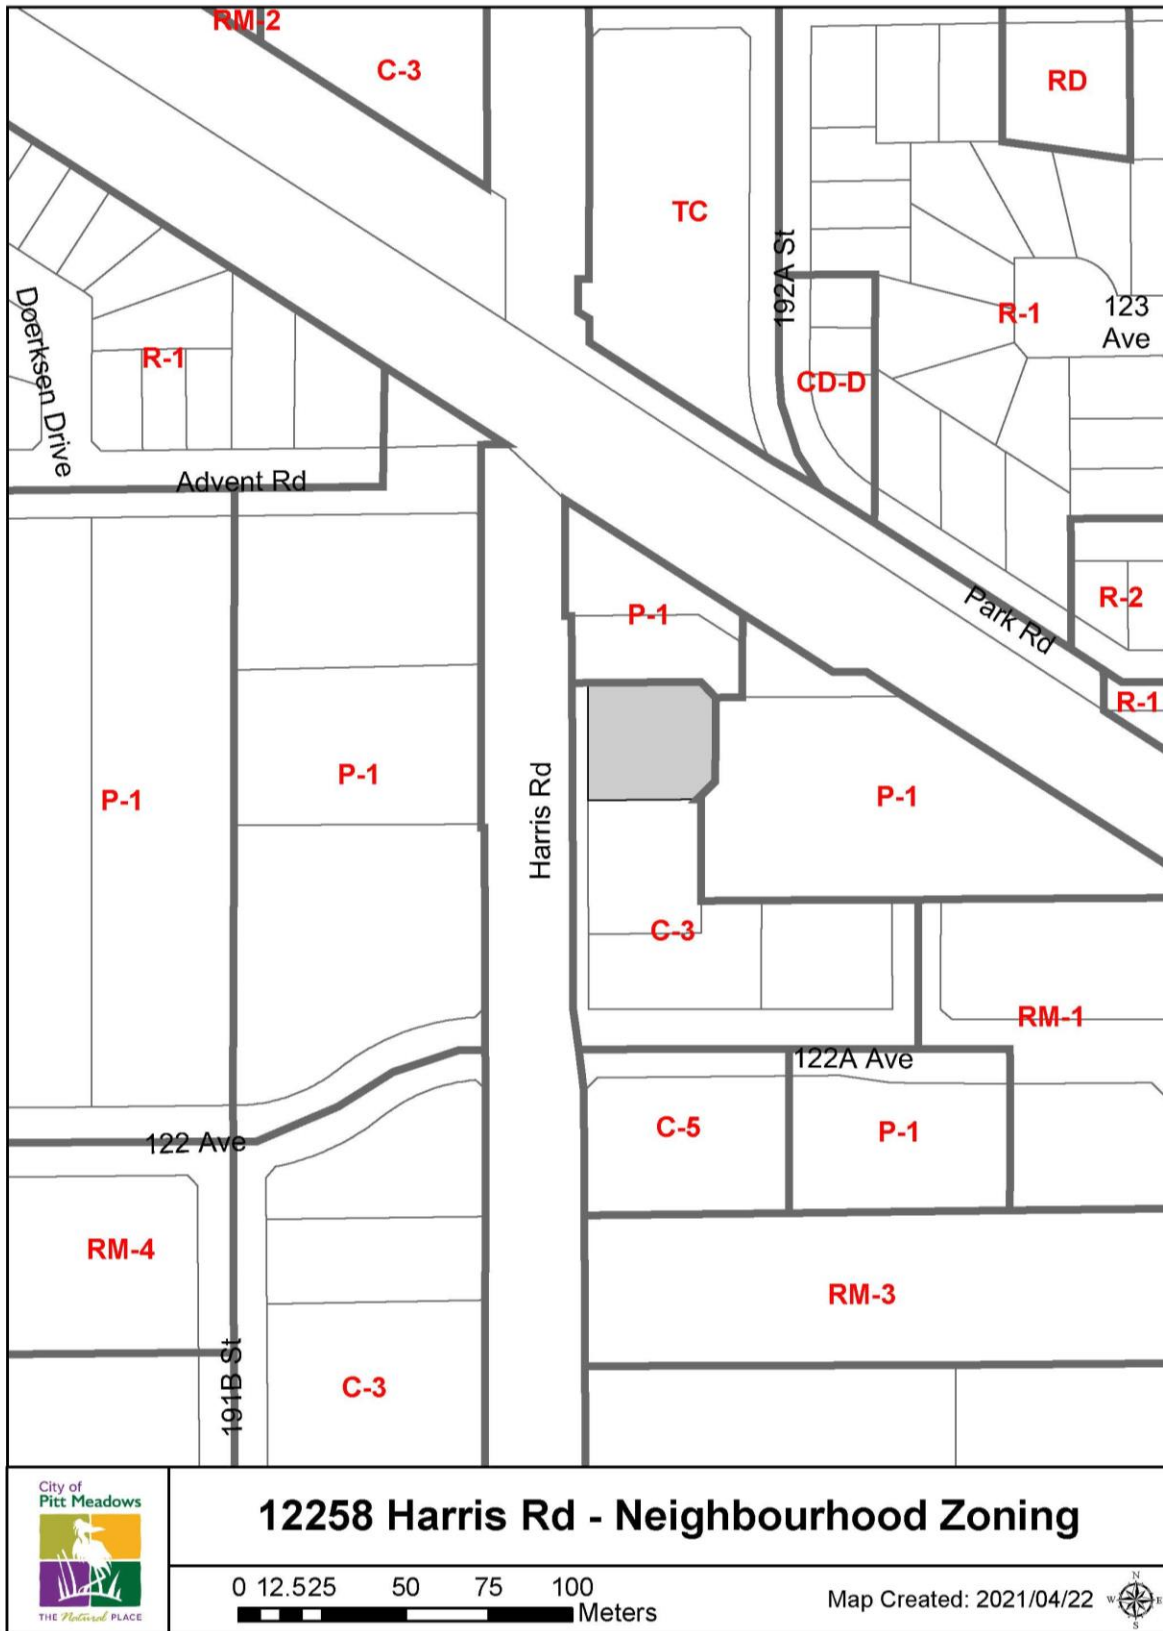 RM-2
C-3
RD
TC
192A St
R-1
123
Ave
Doerksen Drive
R-1
CD-D
Advent Rd
R-2
Park Rd
P-1
R-1
Harris Rd
P-1
P-1
P-1
C-3
RM-1
122A Ave
C-5
P-1
122 Ave
RM-4
RM-3
191B St
C-3
City of
Pitt Meadows
THE Natural PLACE
12258 Harris Rd - Neighbourhood Zoning
0 12.525 50 75 100
Meters
Map Created: 2021/04/22
N
W E
S